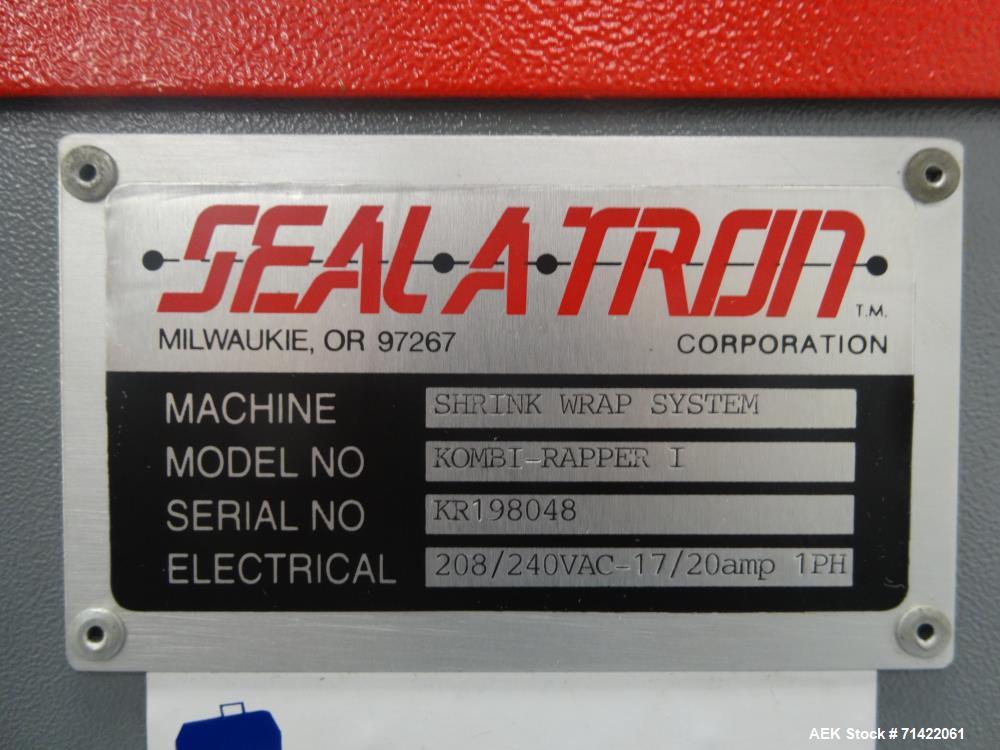 SEAL-A-TRON T.M.
MILWAUKIE, OR 97267 CORPORATION
MACHINE SHRINK WRAP SYSTEM
MODEL NO KOMBI-RAPPER I
SERIAL NO KR198048
ELECTRICAL 208/240VAC-17/20amp 1PH
AEK Stock #71422061